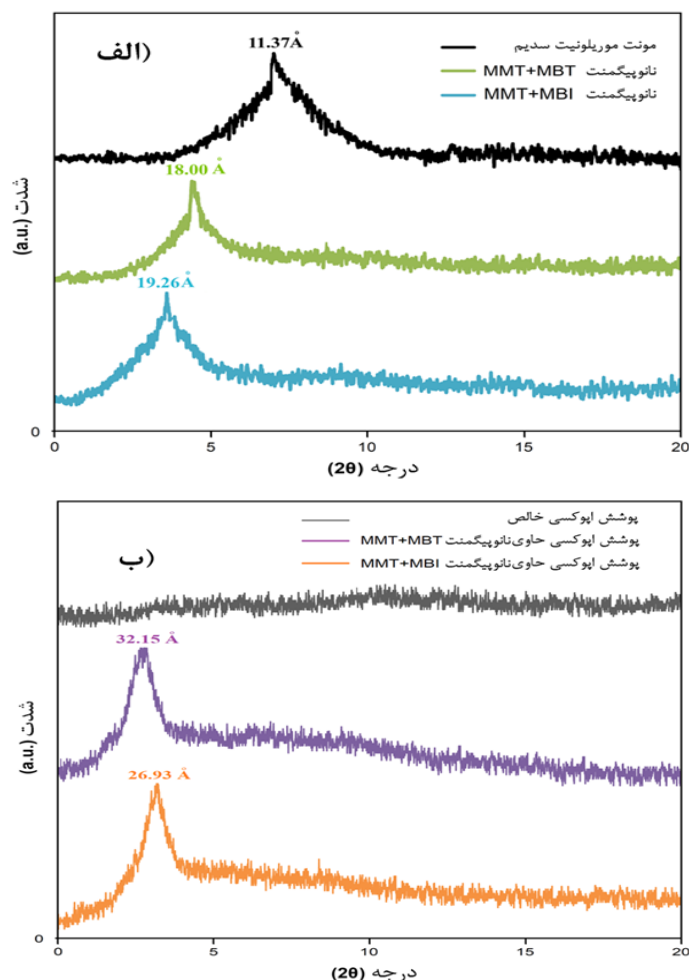 الف)
11.37Å
مونت موریلونیت سدیم
نانوپیگمنت MMT+MBT
نانوپیگمنت MMT+MBI
18.00 Å
19.26Å
شدت (a.u.)
0
0 5 10 15 20
درجه (2θ)
ب)
پوشش اپوکسی خالص
پوشش اپوکسی حاوی نانوپیگمنت MMT+MBT
پوشش اپوکسی حاوی نانوپیگمنت MMT+MBI
32.15 Å
26.93 Å
شدت (a.u.)
0
0 5 10 15 20
درجه (2θ)